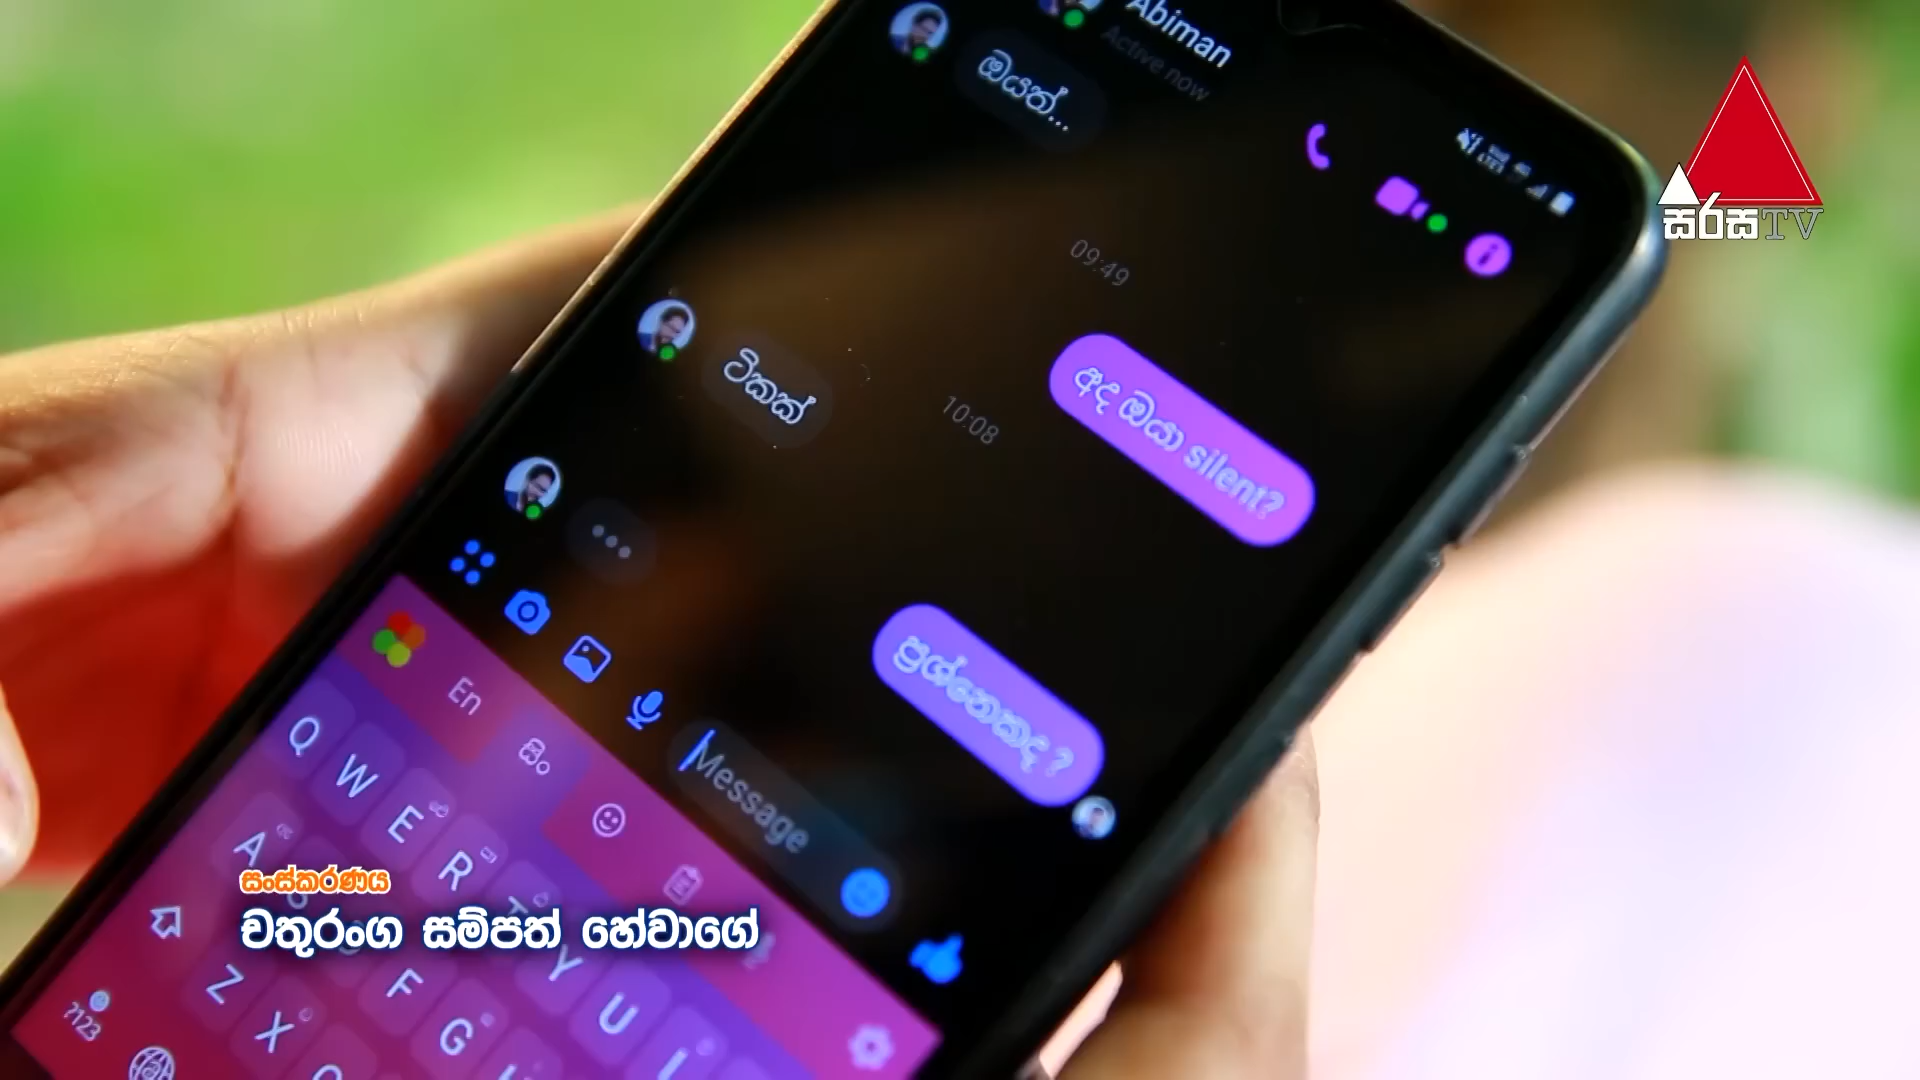 Abiman
Active now
ඔයත්...
සිරස TV
09:49
අද ඔයා silent?
ටිකක්
10:08
ප්‍රශ්නෙකද ?
Message
En
සිං
Q W E R T Y U I
A S F G
Z X C
?123
සංස්කරණය
චතුරංග සම්පත් හේවාගේ